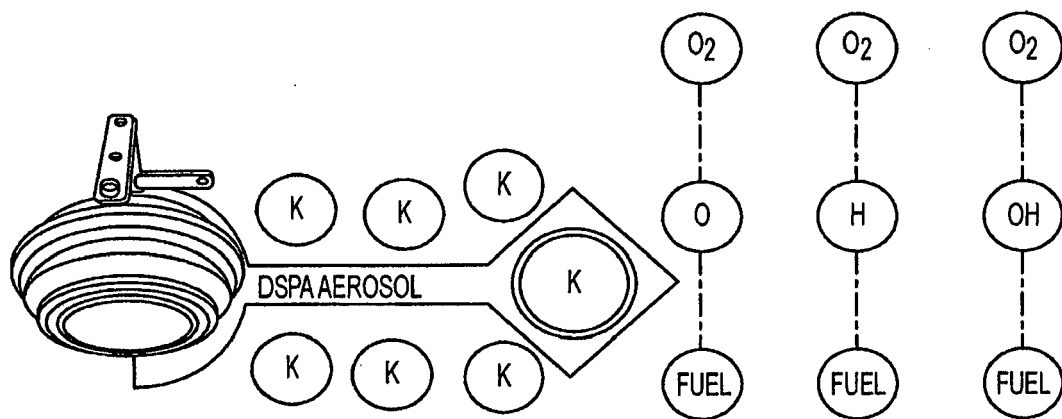 O2 O2 O2
K
K K O H OH
DSPA AEROSOL K
K K K FUEL FUEL FUEL